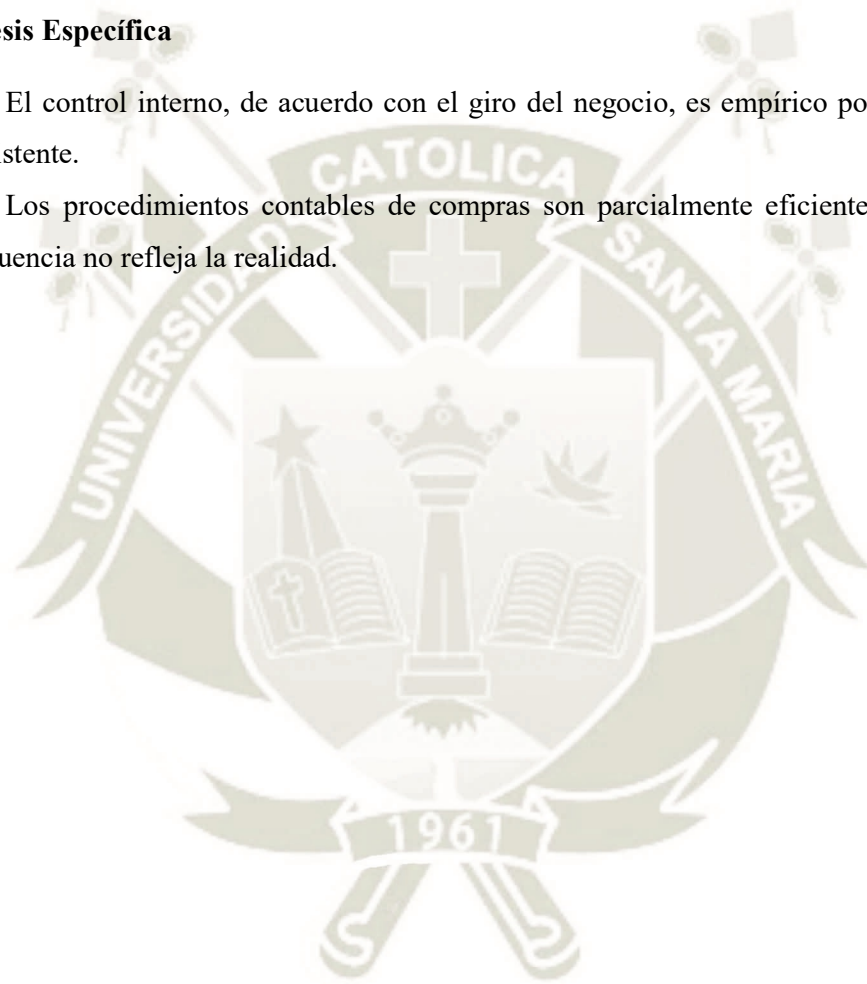 esis Específica
El control interno, de acuerdo con el giro del negocio, es empírico po
istente.
Los procedimientos contables de compras son parcialmente eficiente
uencia no refleja la realidad.
UNIVERSIDAD CATOLICA SANTA MARIA
1961